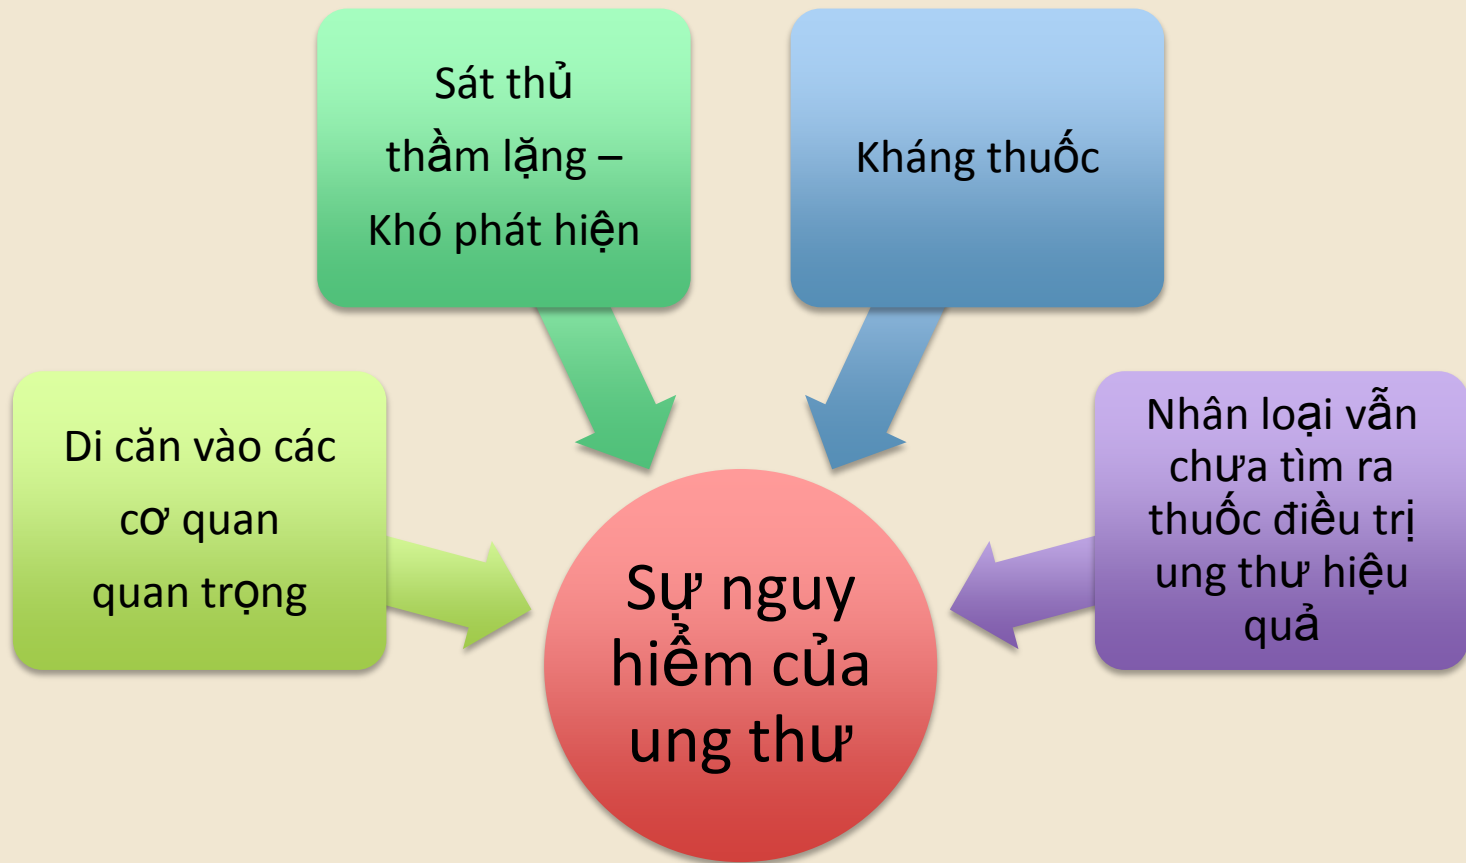 Sát thủ
thầm lặng –
Khó phát hiện
Kháng thuốc
Di căn vào các
cơ quan
quan trọng
Nhân loại vẫn
chưa tìm ra
thuốc điều trị
ung thư hiệu
quả
Sự nguy
hiểm của
ung thư